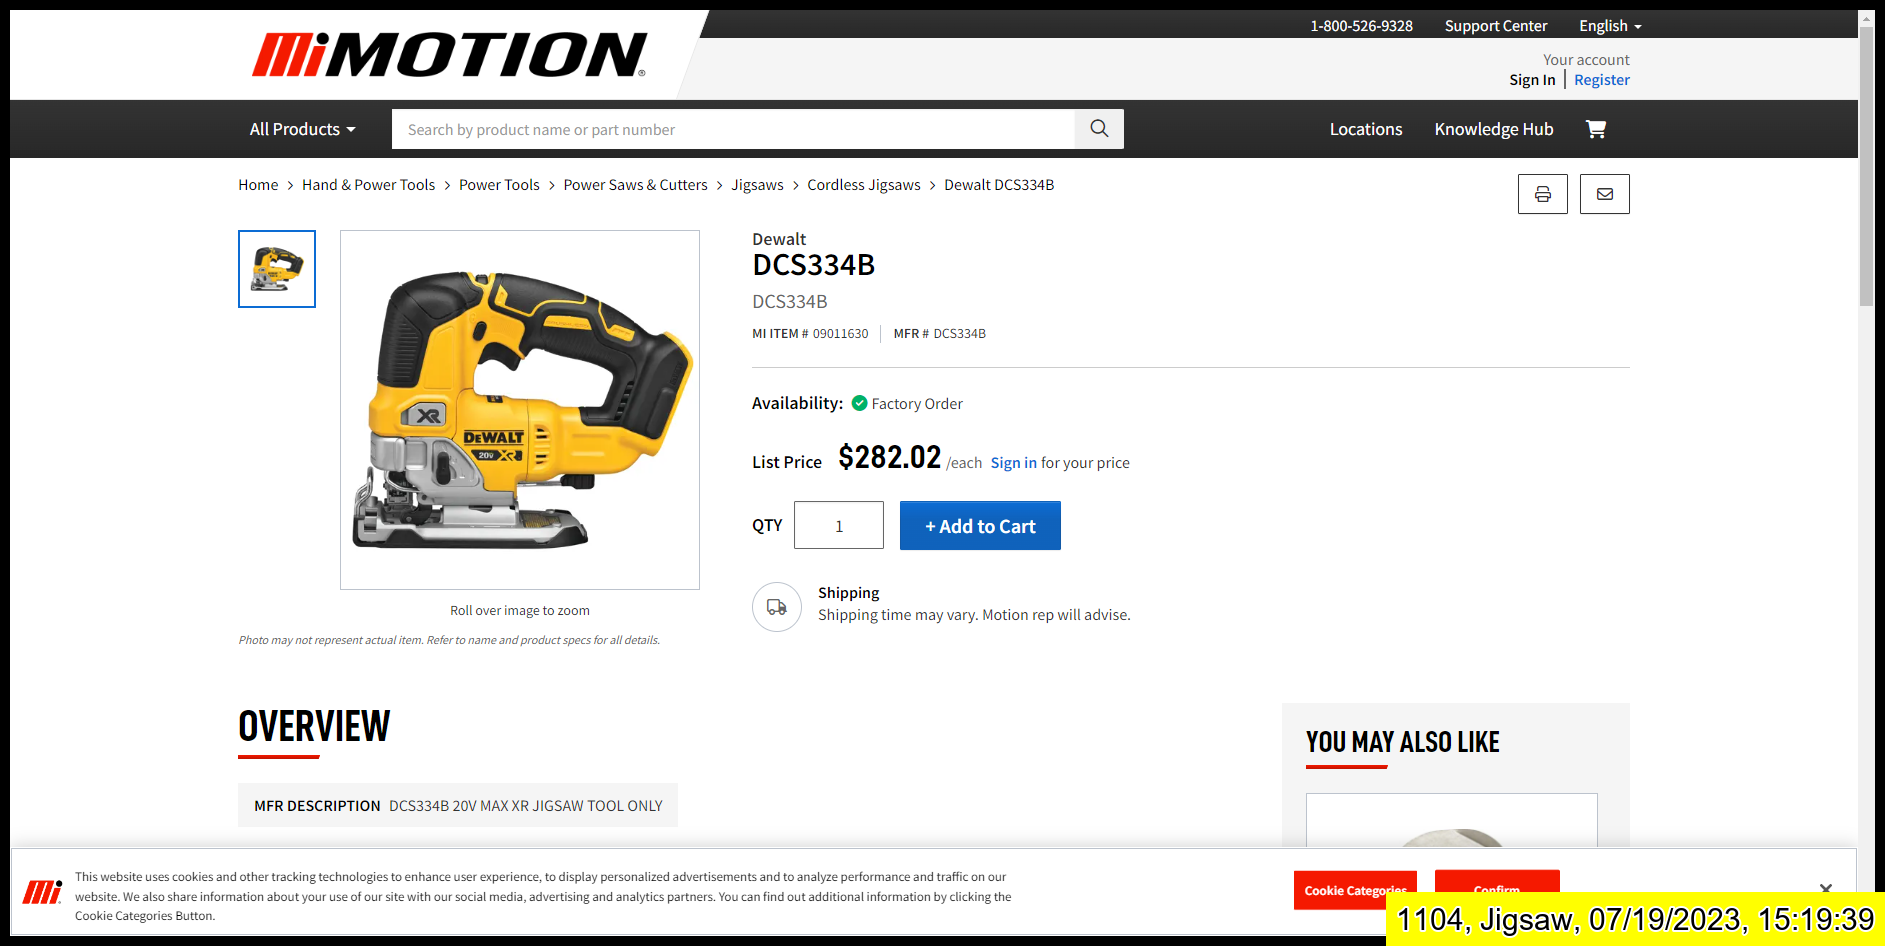 1-800-526-9328 Support Center English
MiMOTION®
Your account
Sign In | Register
All Products Search by product name or part number Locations Knowledge Hub
Home > Hand & Power Tools > Power Tools > Power Saws & Cutters > Jigsaws > Cordless Jigsaws > Dewalt DCS334B
Dewalt
DCS334B
DCS334B
MI ITEM # 09011630 MFR # DCS334B
XR
DEWALT
20V XR
Availability: Factory Order
List Price $282.02 /each Sign in for your price
QTY 1 + Add to Cart
Shipping
Shipping time may vary. Motion rep will advise.
Roll over image to zoom
Photo may not represent actual item. Refer to name and product specs for all details.
OVERVIEW
MFR DESCRIPTION DCS334B 20V MAX XR JIGSAW TOOL ONLY
YOU MAY ALSO LIKE
Mi
This website uses cookies and other tracking technologies to enhance user experience, to display personalized advertisements and to analyze performance and traffic on our
website. We also share information about your use of our site with our social media, advertising and analytics partners. You can find out additional information by clicking the
Cookie Categories Button.
Cookie Categories Confirm
1104, Jigsaw, 07/19/2023, 15:19:39